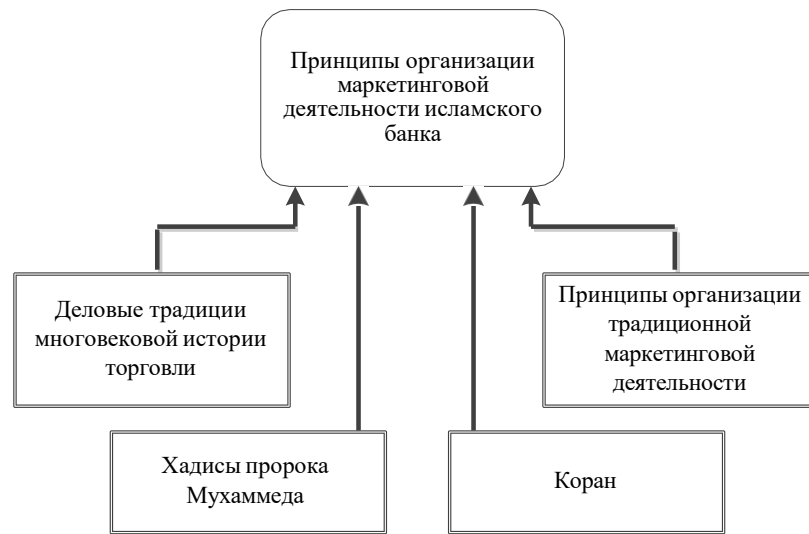 Принципы организации
маркетинговой
деятельности исламского
банка
Деловые традиции
многовековой истории
торговли
Принципы организации
традиционной
маркетинговой
деятельности
Хадисы пророка
Мухаммеда
Коран